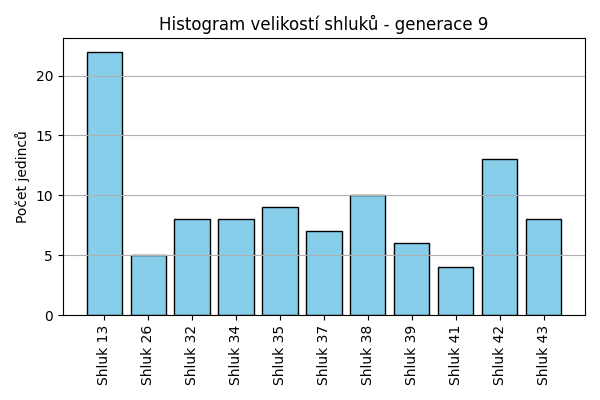 Histogram velikostí shluků - generace 9
Počet jedinců
20
15
10
5
0
Shluk 13
Shluk 26
Shluk 32
Shluk 34
Shluk 35
Shluk 37
Shluk 38
Shluk 39
Shluk 41
Shluk 42
Shluk 43